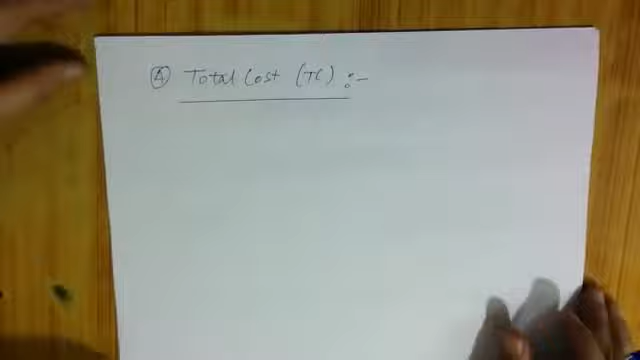 ④ Total Cost (TC) :-